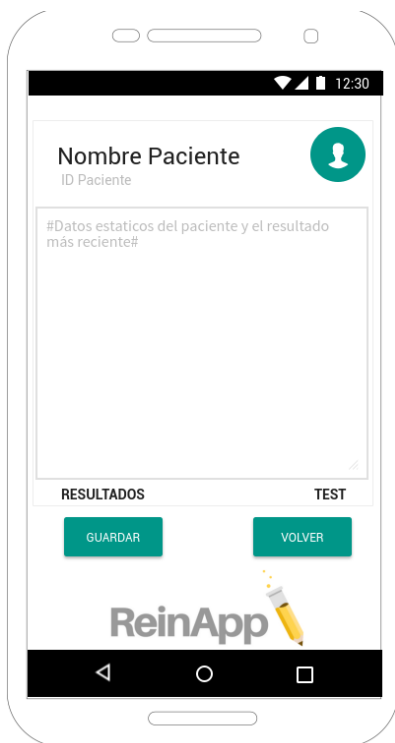 12:30
Nombre Paciente
ID Paciente
#Datos estaticos del paciente y el resultado
más reciente#
RESULTADOS TEST
GUARDAR VOLVER
ReinApp